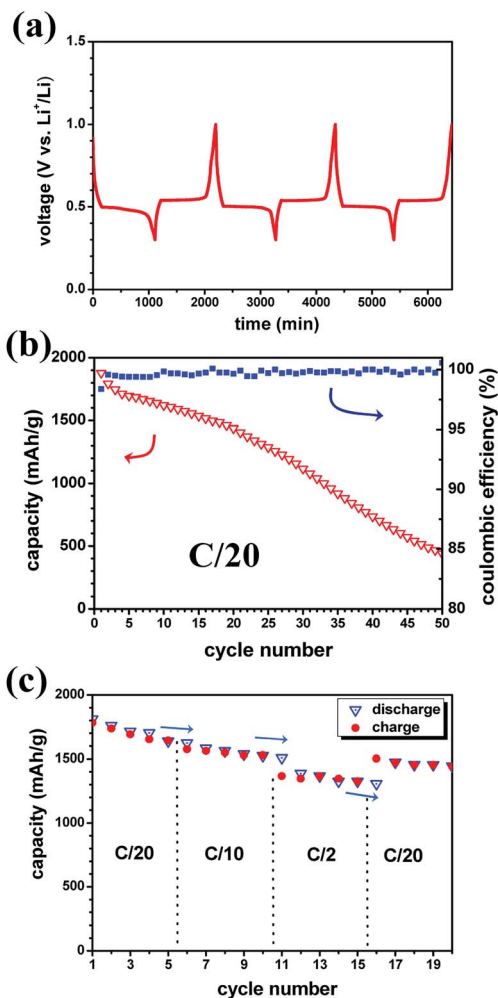 (a)
voltage (V vs. Li⁺/Li)
1.5
1.0
0.5
0.0
0 1000 2000 3000 4000 5000 6000
time (min)
(b)
capacity (mAh/g)
2000
1500
1000
500
0
100
95
90
85
80
coulombic efficiency (%)
C/20
0 5 10 15 20 25 30 35 40 45 50
cycle number
(c)
capacity (mAh/g)
2000
1500
1000
500
0
discharge
charge
C/20 C/10 C/2 C/20
1 3 5 7 9 11 13 15 17 19
cycle number